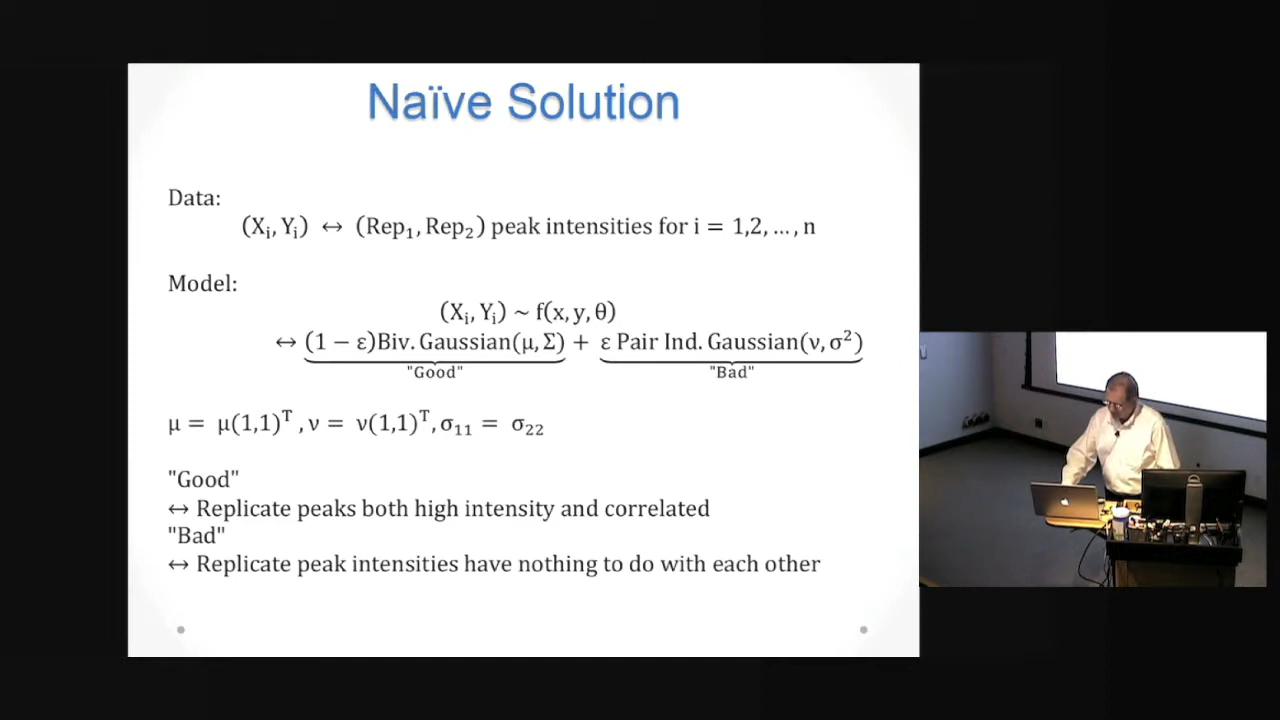 Naïve Solution
Data:
(Xᵢ, Yᵢ) ↔ (Rep₁, Rep₂) peak intensities for i = 1,2, … , n
Model:
(Xᵢ, Yᵢ) ~ f(x, y, θ)
↔ (1 − ε)Biv. Gaussian(μ, Σ) + ε Pair Ind. Gaussian(ν, σ²)
"Good" "Bad"
μ = μ(1,1)ᵀ , ν = ν(1,1)ᵀ, σ₁₁ = σ₂₂
"Good"
↔ Replicate peaks both high intensity and correlated
"Bad"
↔ Replicate peak intensities have nothing to do with each other